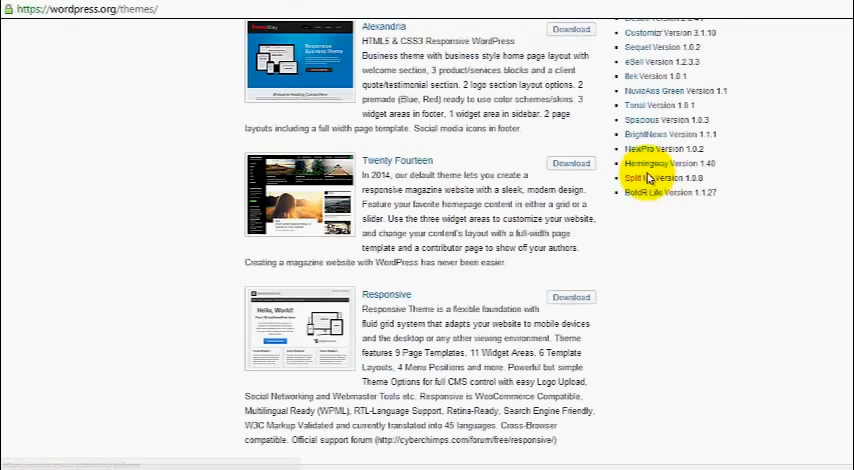 https://wordpress.org/themes/
Alexandria
Download
HTML5 & CSS3 Responsive WordPress
Business theme with business style home page layout with
welcome section, 3 product/services blocks and a client
quote/testimonial section. 2 logo section layout options. 2
premade (Blue, Red) ready to use color schemes/skins. 3
widget areas in footer, 1 widget area in sidebar. 2 page
layouts including a full width page template. Social media icons in footer.
Twenty Fourteen
Download
In 2014, our default theme lets you create a
responsive magazine website with a sleek, modern design.
Feature your favorite homepage content in either a grid or a
slider. Use the three widget areas to customize your website,
and change your content's layout with a full-width page
template and a contributor page to show off your authors.
Creating a magazine website with WordPress has never been easier.
Responsive
Download
Hello, World!
Responsive Theme is a flexible foundation with
fluid grid system that adapts your website to mobile devices
and the desktop or any other viewing environment. Theme
features 9 Page Templates, 11 Widget Areas, 6 Template
Layouts, 4 Menu Positions and more. Powerful but simple
Theme Options for full CMS control with easy Logo Upload,
Social Networking and Webmaster Tools etc. Responsive is WooCommerce Compatible,
Multilingual Ready (WPML), RTL-Language Support, Retina-Ready, Search Engine Friendly,
W3C Markup Validated and currently translated into 45 languages. Cross-Browser
compatible. Official support forum (http://cyberchimps.com/forum/free/responsive/)
Customizr Version 3.1.10
Sequel Version 1.0.2
eSell Version 1.2.3.3
Ilek Version 1.0.1
NuvioAxis Green Version 1.1
Tonal Version 1.0.1
Spacious Version 1.0.3
BrightNews Version 1.1.1
NewPro Version 1.0.2
Hemingway Version 1.40
Split Version 1.0.8
BoldR Lite Version 1.1.27